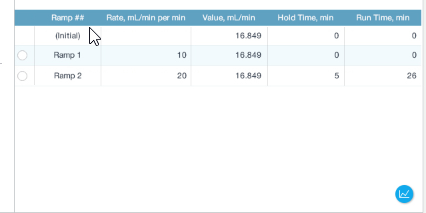 Ramp ## Rate, mL/min per min Value, mL/min Hold Time, min Run Time, min
(Initial) 16.849 0 0
Ramp 1 10 16.849 0 0
Ramp 2 20 16.849 5 26